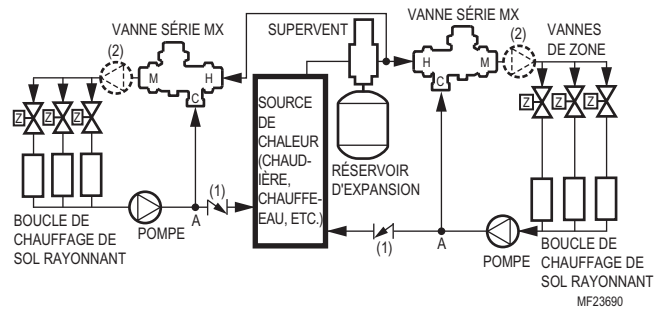 VANNE SÉRIE MX
SUPERVENT
VANNE SÉRIE MX
(2)
VANNES
DE ZONE
(2)
M
H
C
H
M
C
Z
Z
Z
Z
Z
Z
SOURCE
DE
CHALEUR
(CHAUD-
IÈRE,
CHAUFFE-
EAU, ETC.)
RÉSERVOIR
D'EXPANSION
(1)
A
POMPE
BOUCLE DE
CHAUFFAGE DE
SOL RAYONNANT
(1)
A
POMPE
BOUCLE DE
CHAUFFAGE DE
SOL RAYONNANT
MF23690